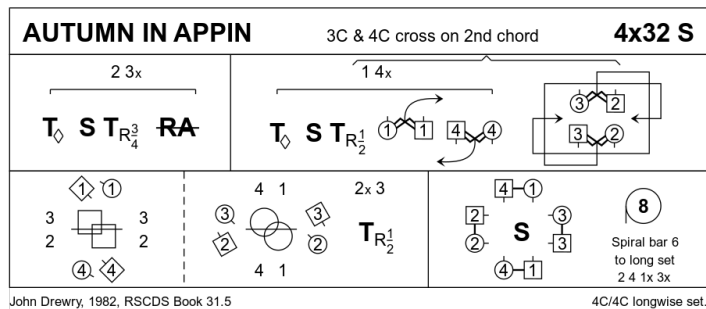 AUTUMN IN APPIN 3C & 4C cross on 2nd chord 4x32 S
2 3x
T◊ S TR¾ RA
1 4x
T◊ S TR½ 1 1 4 4
3 2
3 2
1 1
3 3
2 2
4 4
4 1 2x 3
3 3
2 2
TR½
4 1
4 1
2 3
S
2 3
4 1
8
Spiral bar 6
to long set
2 4 1x 3x
John Drewry, 1982, RSCDS Book 31.5 4C/4C longwise set.